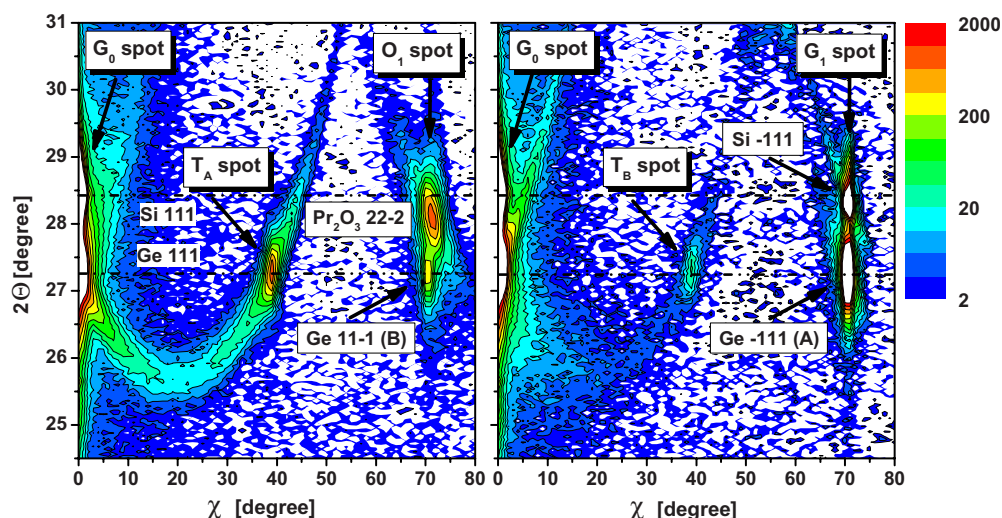 G0 spot
O1 spot
TA spot
Si 111
Ge 111
Pr2O3 22-2
Ge 11-1 (B)
31
30
29
28
27
26
25
2Θ [degree]
0 10 20 30 40 50 60 70 80
χ [degree]
G0 spot
G1 spot
Si -111
TB spot
Ge -111 (A)
0 10 20 30 40 50 60 70 80
χ [degree]
2000
200
20
2